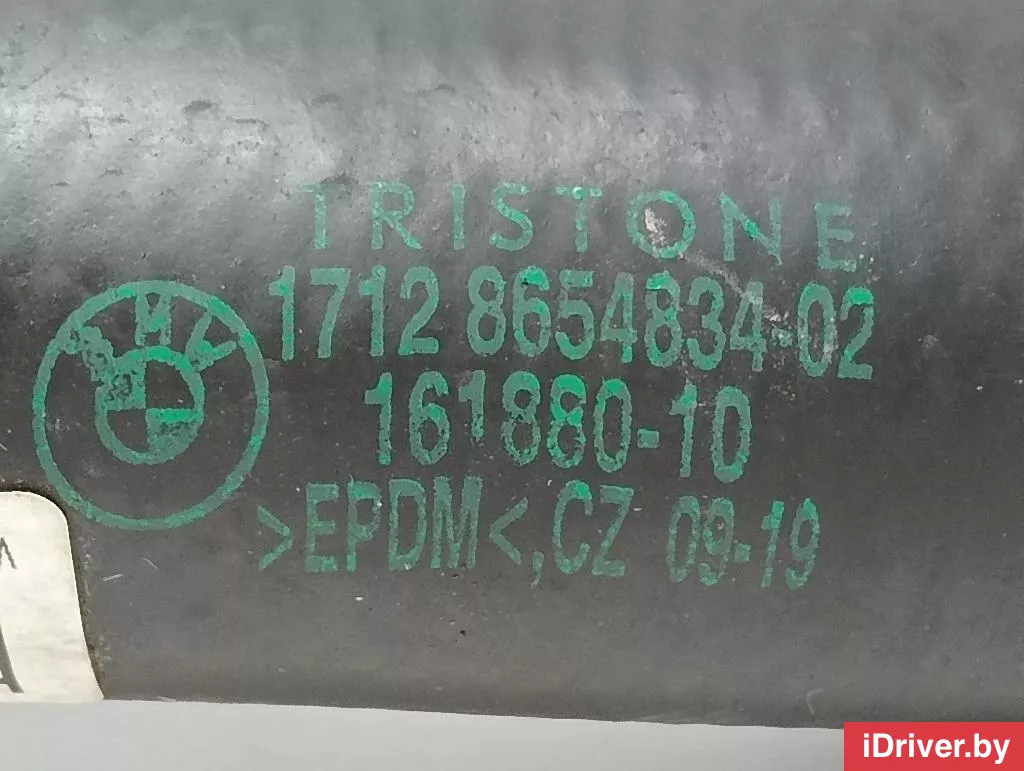 TRISTONE
BMW
1712 8654834-02
161880-10
>EPDM<,CZ 09-19
iDriver.by